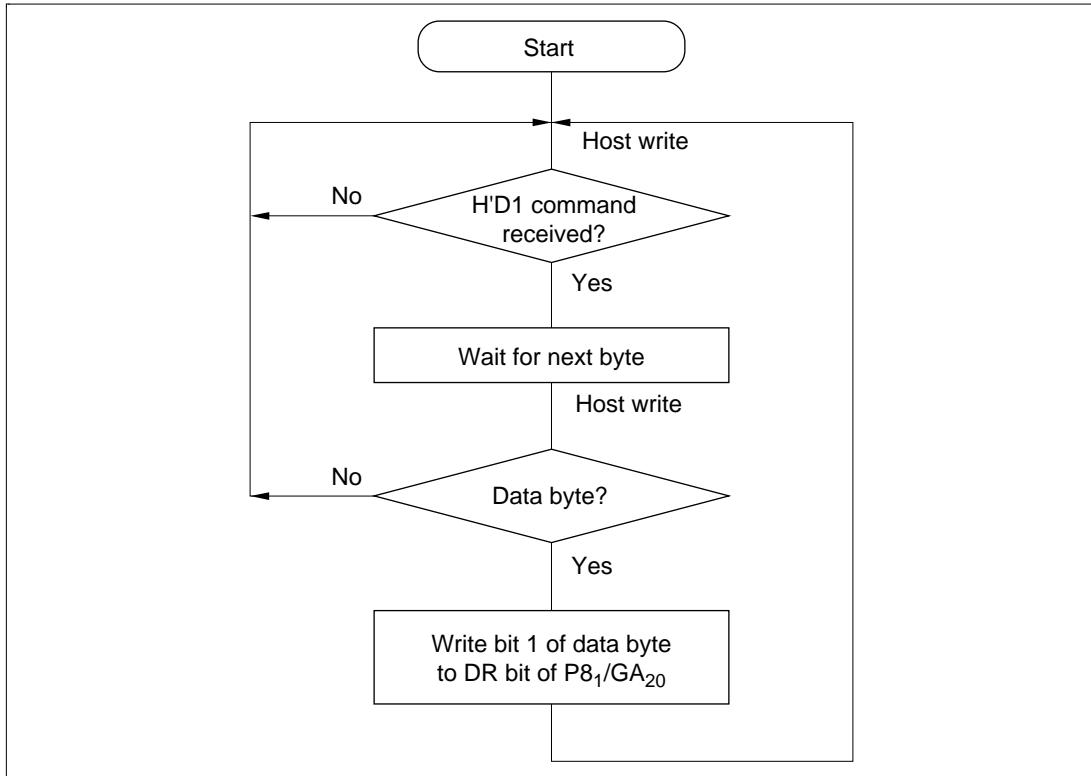 Start
Host write
No
H'D1 command
received?
Yes
Wait for next byte
Host write
No
Data byte?
Yes
Write bit 1 of data byte
to DR bit of P8₁/GA₂₀